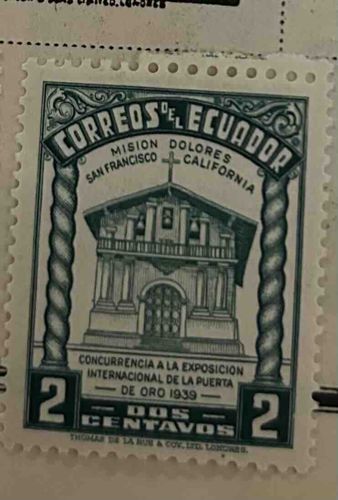 CORREOS DEL ECUADOR
MISION DOLORES
SAN FRANCISCO CALIFORNIA
CONCURRENCIA A LA EXPOSICION
INTERNACIONAL DE LA PUERTA
DE ORO 1939
2 DOS CENTAVOS 2
THOMAS DE LA RUE & COY. LTD. LONDRES.